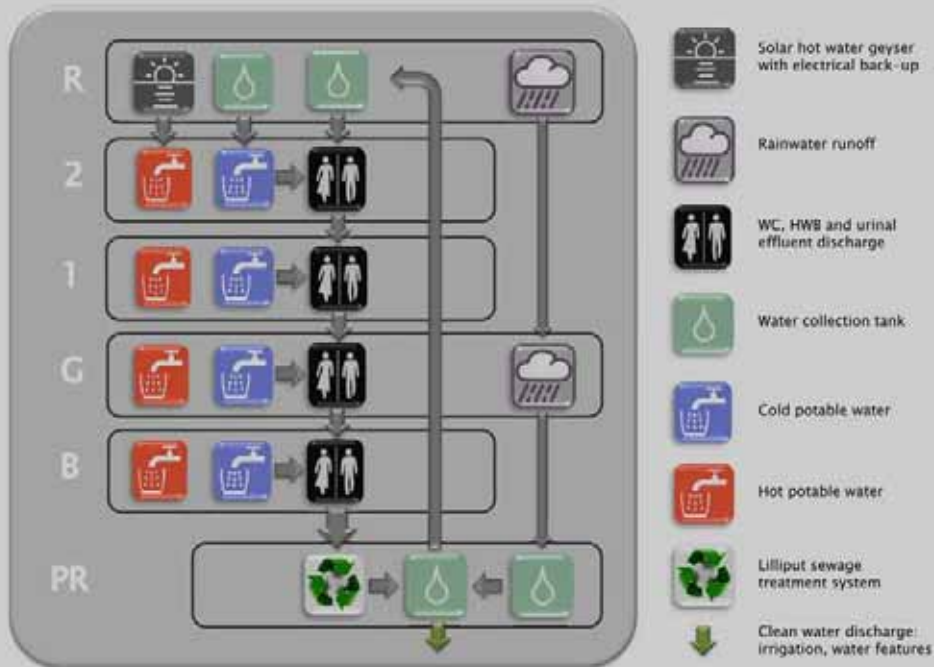 R
2
1
G
B
PR
Solar hot water geyser
with electrical back-up
Rainwater runoff
WC, HWB and urinal
effluent discharge
Water collection tank
Cold potable water
Hot potable water
Lilliput sewage
treatment system
Clean water discharge:
irrigation, water features